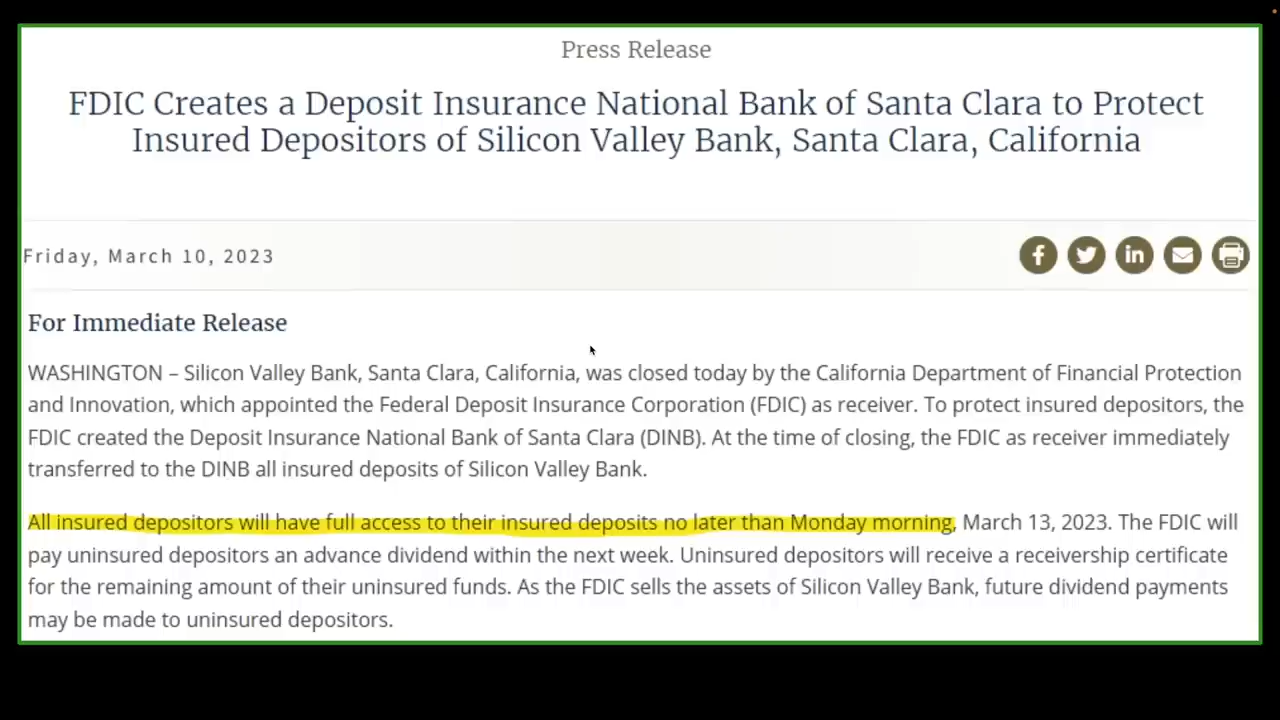 Press Release
FDIC Creates a Deposit Insurance National Bank of Santa Clara to Protect
Insured Depositors of Silicon Valley Bank, Santa Clara, California
Friday, March 10, 2023
For Immediate Release
WASHINGTON – Silicon Valley Bank, Santa Clara, California, was closed today by the California Department of Financial Protection
and Innovation, which appointed the Federal Deposit Insurance Corporation (FDIC) as receiver. To protect insured depositors, the
FDIC created the Deposit Insurance National Bank of Santa Clara (DINB). At the time of closing, the FDIC as receiver immediately
transferred to the DINB all insured deposits of Silicon Valley Bank.
All insured depositors will have full access to their insured deposits no later than Monday morning, March 13, 2023. The FDIC will
pay uninsured depositors an advance dividend within the next week. Uninsured depositors will receive a receivership certificate
for the remaining amount of their uninsured funds. As the FDIC sells the assets of Silicon Valley Bank, future dividend payments
may be made to uninsured depositors.